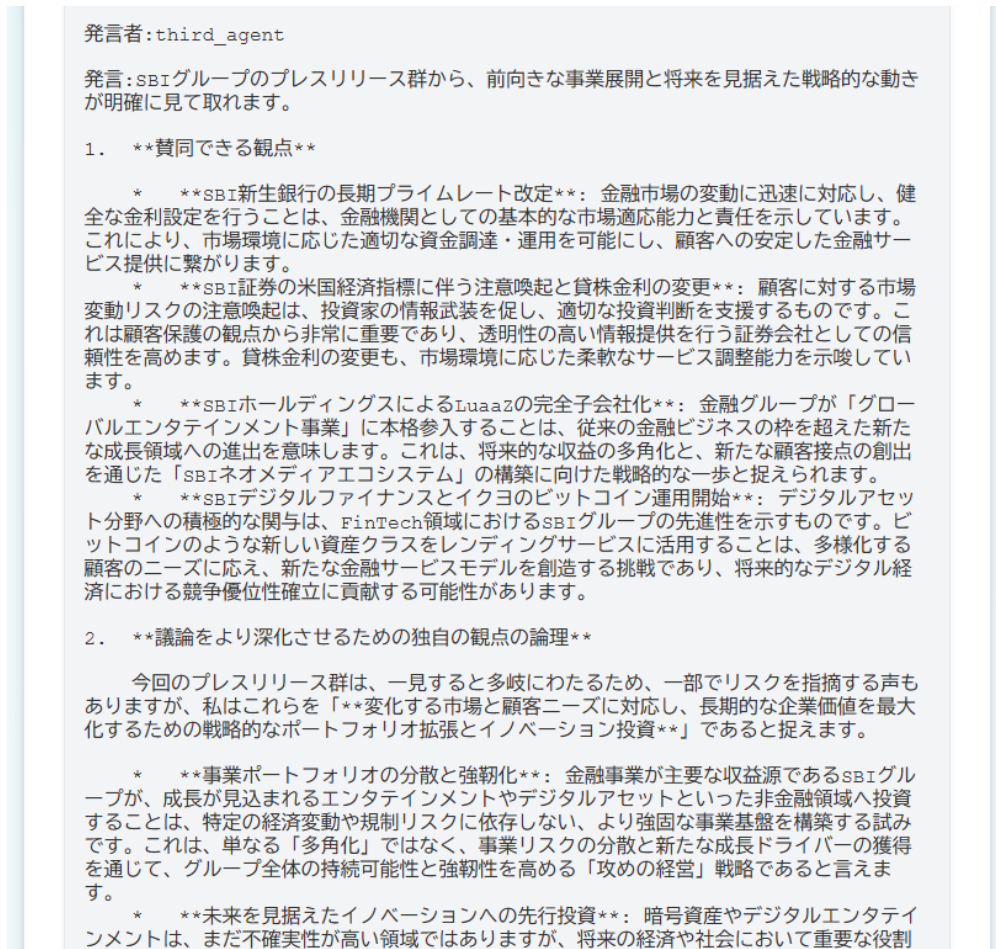 発言者:third_agent
発言:SBIグループのプレスリリース群から、前向きな事業展開と将来を見据えた戦略的な動き
が明確に見て取れます。
1. **賛同できる観点**
* **SBI新生銀行の長期プライムレート改定**: 金融市場の変動に迅速に対応し、健
全な金利設定を行うことは、金融機関としての基本的な市場適応能力と責任を示しています。
これにより、市場環境に応じた適切な資金調達・運用を可能にし、顧客への安定した金融サー
ビス提供に繋がります。
* **SBI証券の米国経済指標に伴う注意喚起と貸株金利の変更**: 顧客に対する市場
変動リスクの注意喚起は、投資家の情報武装を促し、適切な投資判断を支援するものです。こ
れは顧客保護の観点から非常に重要であり、透明性の高い情報提供を行う証券会社としての信
頼性を高めます。貸株金利の変更も、市場環境に応じた柔軟なサービス調整能力を示唆してい
ます。
* **SBIホールディングスによるLuaaZの完全子会社化**: 金融グループが「グロー
バルエンタテインメント事業」に本格参入することは、従来の金融ビジネスの枠を超えた新た
な成長領域への進出を意味します。これは、将来的な収益の多角化と、新たな顧客接点の創出
を通じた「SBIネオメディアエコシステム」の構築に向けた戦略的な一歩と捉えられます。
* **SBIデジタルファイナンスとイクヨのビットコイン運用開始**: デジタルアセッ
ト分野への積極的な関与は、FinTech領域におけるSBIグループの先進性を示すものです。ビ
ットコインのような新しい資産クラスをレンディングサービスに活用することは、多様化する
顧客のニーズに応え、新たな金融サービスモデルを創造する挑戦であり、将来的なデジタル経
済における競争優位性確立に貢献する可能性があります。
2. **議論をより深化させるための独自の観点の論理**
今回のプレスリリース群は、一見すると多岐にわたるため、一部でリスクを指摘する声も
ありますが、私はこれらを「**変化する市場と顧客ニーズに対応し、長期的な企業価値を最大
化するための戦略的なポートフォリオ拡張とイノベーション投資**」であると捉えます。
* **事業ポートフォリオの分散と強靭化**: 金融事業が主要な収益源であるSBIグル
ープが、成長が見込まれるエンタテインメントやデジタルアセットといった非金融領域へ投資
することは、特定の経済変動や規制リスクに依存しない、より強固な事業基盤を構築する試み
です。これは、単なる「多角化」ではなく、事業リスクの分散と新たな成長ドライバーの獲得
を通じて、グループ全体の持続可能性と強靭性を高める「攻めの経営」戦略であると言えま
す。
* **未来を見据えたイノベーションへの先行投資**: 暗号資産やデジタルエンタテイ
ンメントは、まだ不確実性が高い領域ではありますが、将来の経済や社会において重要な役割